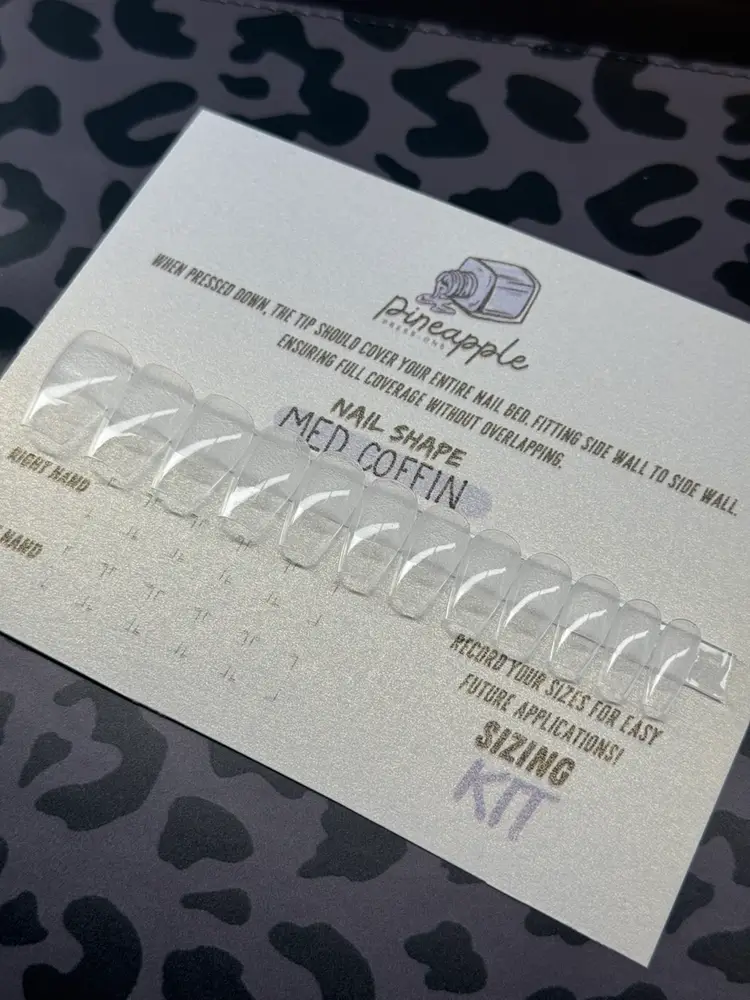 Pineapple
PRESS-ONS
WHEN PRESSED DOWN, THE TIP SHOULD COVER YOUR ENTIRE NAIL BED, FITTING SIDE WALL TO SIDE WALL,
ENSURING FULL COVERAGE WITHOUT OVERLAPPING.
NAIL SHAPE
MED COFFIN
RIGHT HAND
HAND
RECORD YOUR SIZES FOR EASY
FUTURE APPLICATIONS!
SIZING
KIT